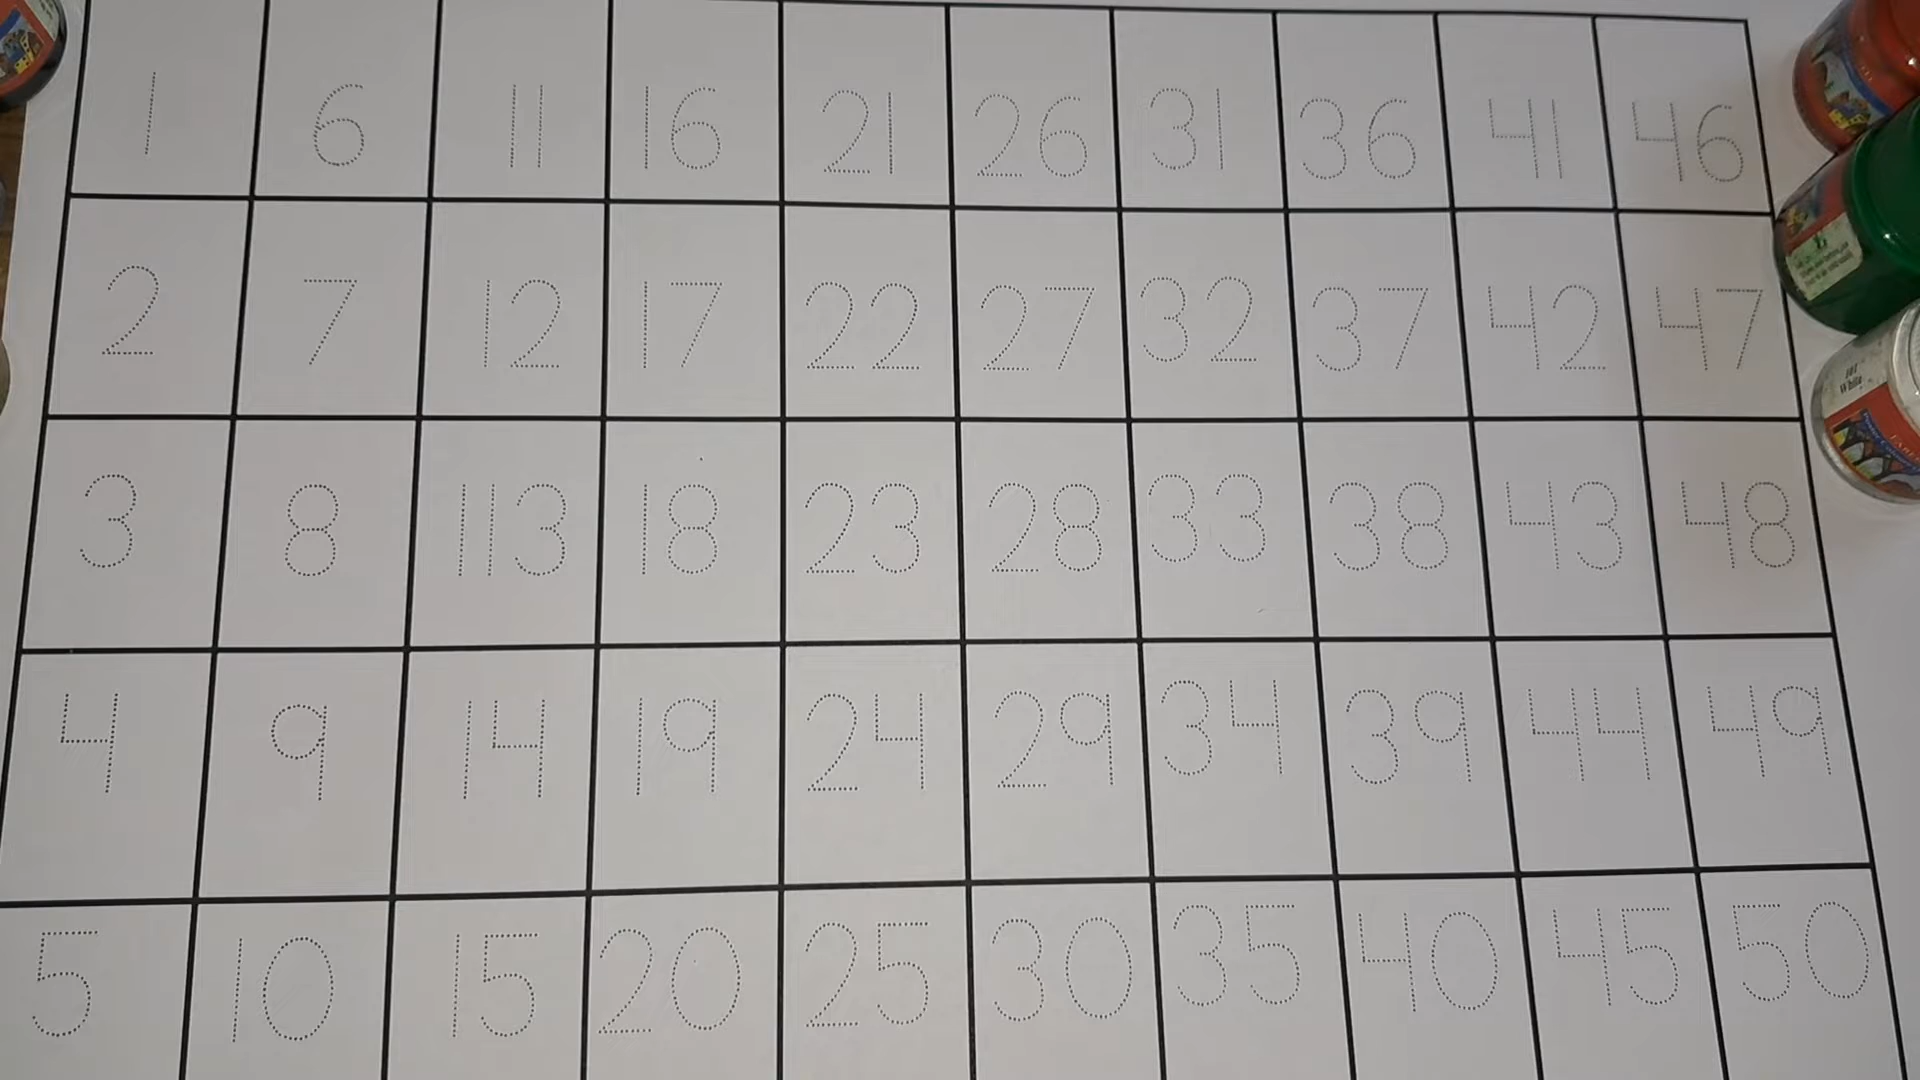 1 6 11 16 21 26 31 36 41 46
2 7 12 17 22 27 32 37 42 47
3 8 113 18 23 28 33 38 43 48
4 9 14 19 24 29 34 39 44 49
5 10 15 20 25 30 35 40 45 50
White